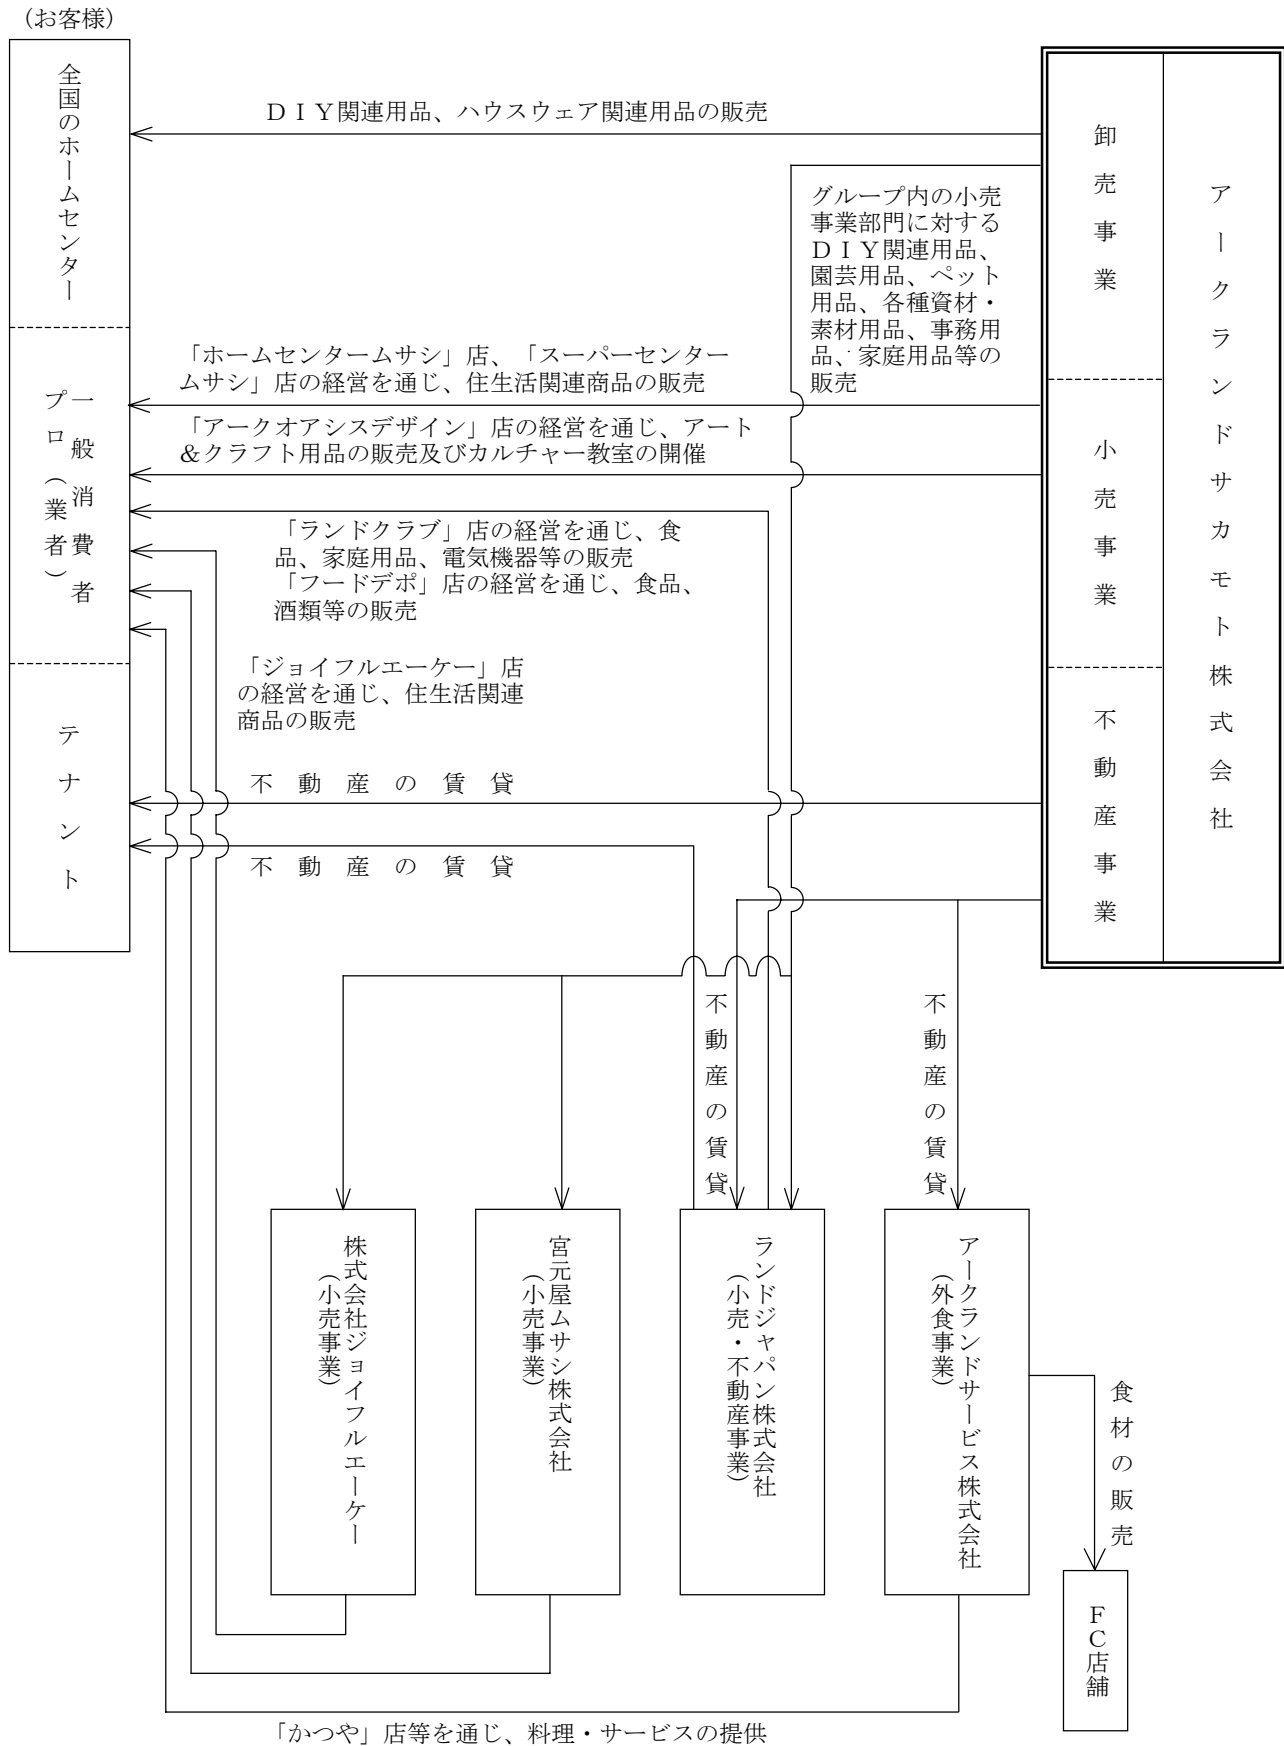 (お客様)
全国のホームセンター
一般消費者
プロ(業者)
テナント
ＤＩＹ関連用品、ハウスウェア関連用品の販売
グループ内の小売
事業部門に対する
ＤＩＹ関連用品、
園芸用品、ペット
用品、各種資材・
素材用品、事務用
品、家庭用品等の
販売
「ホームセンタームサシ」店、「スーパーセンター
ムサシ」店の経営を通じ、住生活関連商品の販売
「アークオアシスデザイン」店の経営を通じ、アート
＆クラフト用品の販売及びカルチャー教室の開催
「ランドクラブ」店の経営を通じ、食
品、家庭用品、電気機器等の販売
「フードデポ」店の経営を通じ、食品、
酒類等の販売
「ジョイフルエーケー」店
の経営を通じ、住生活関連
商品の販売
不動産の賃貸
不動産の賃貸
卸売事業
小売事業
不動産事業
アークランドサカモト株式会社
不動産の賃貸
不動産の賃貸
株式会社ジョイフルエーケー
(小売事業)
宮元屋ムサシ株式会社
(小売事業)
ランドジャパン株式会社
(小売・不動産事業)
アークランドサービス株式会社
(外食事業)
食材の販売
ＦＣ店舗
「かつや」店等を通じ、料理・サービスの提供